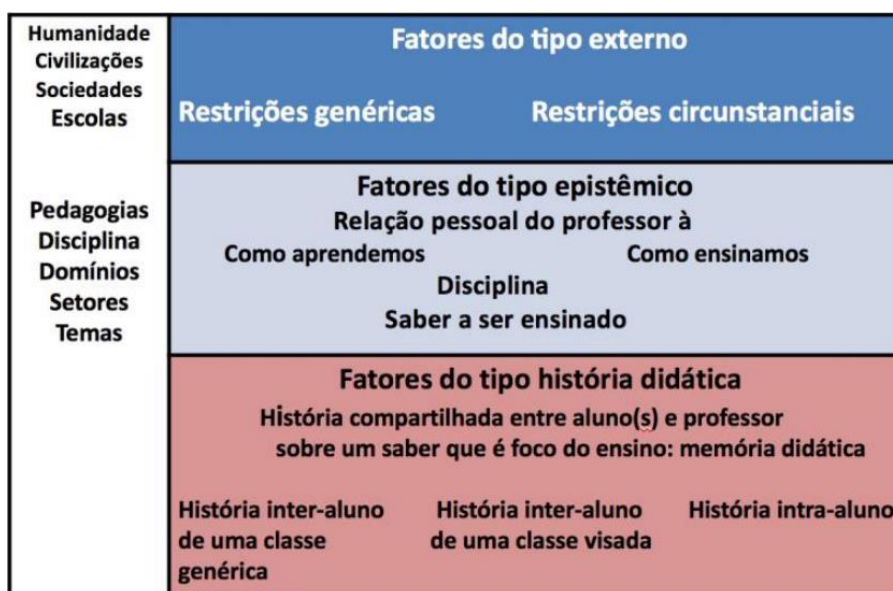 Humanidade
Civilizações
Sociedades
Escolas
Fatores do tipo externo
Restrições genéricas Restrições circunstanciais
Pedagogias
Disciplina
Domínios
Setores
Temas
Fatores do tipo epistêmico
Relação pessoal do professor à
Como aprendemos Como ensinamos
Disciplina
Saber a ser ensinado
Fatores do tipo história didática
História compartilhada entre aluno(s) e professor
sobre um saber que é foco do ensino: memória didática
História inter-aluno
de uma classe
genérica
História inter-aluno
de uma classe visada
História intra-aluno